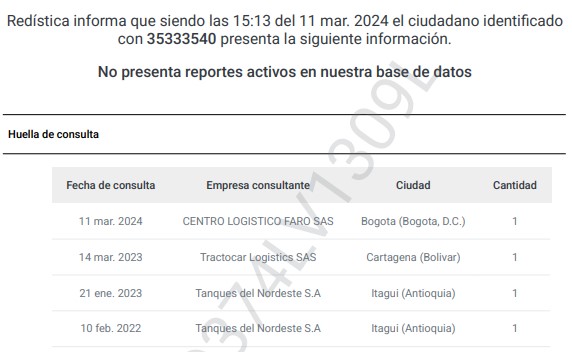 Redística informa que siendo las 15:13 del 11 mar. 2024 el ciudadano identificado
con 35333540 presenta la siguiente información.
No presenta reportes activos en nuestra base de datos
Huella de consulta
Fecha de consulta Empresa consultante Ciudad Cantidad
11 mar. 2024 CENTRO LOGISTICO FARO SAS Bogota (Bogota, D.C.) 1
14 mar. 2023 Tractocar Logistics SAS Cartagena (Bolivar) 1
21 ene. 2023 Tanques del Nordeste S.A Itagui (Antioquia) 1
10 feb. 2022 Tanques del Nordeste S.A Itagui (Antioquia) 1